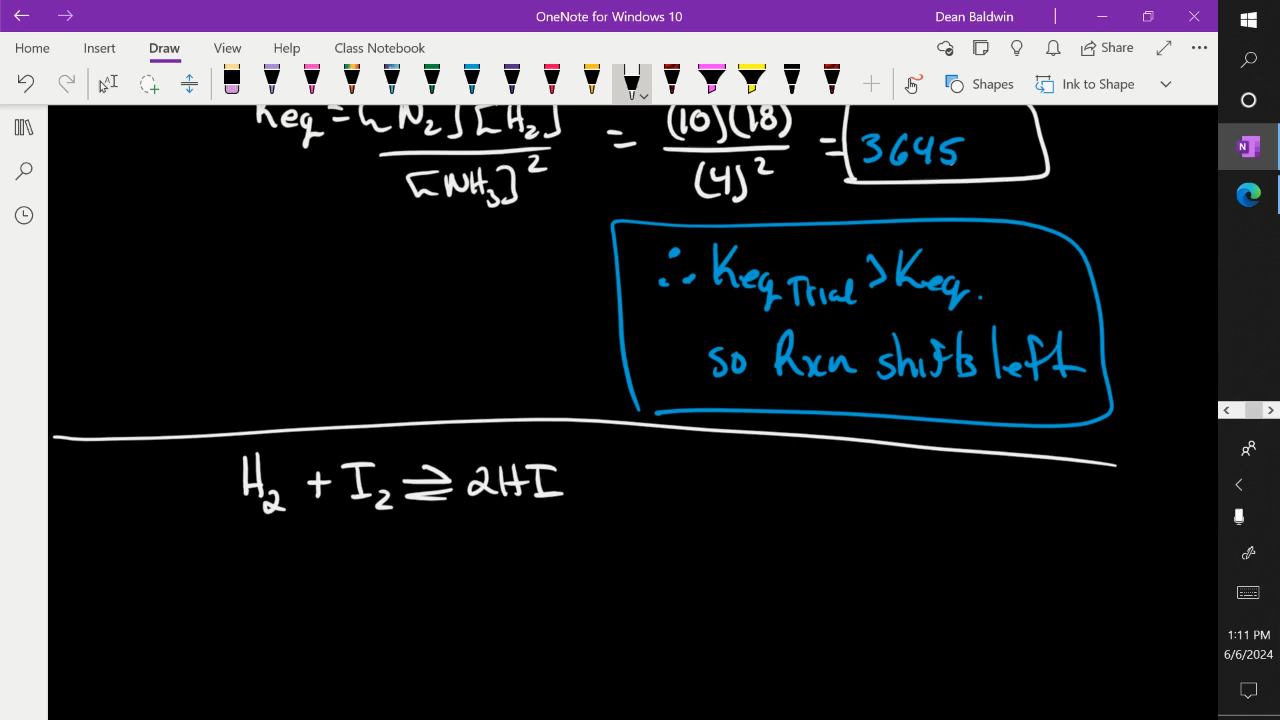 OneNote for Windows 10
Dean Baldwin
Home Insert Draw View Help Class Notebook
Share
Shapes
Ink to Shape
Keq = [N2][H2] / [NH3]^2 = (10)(18) / (4)^2 = 3645
∴ Keq Trial > Keq.
so Rxn shifts left
H2 + I2 ⇌ 2HI
1:11 PM
6/6/2024